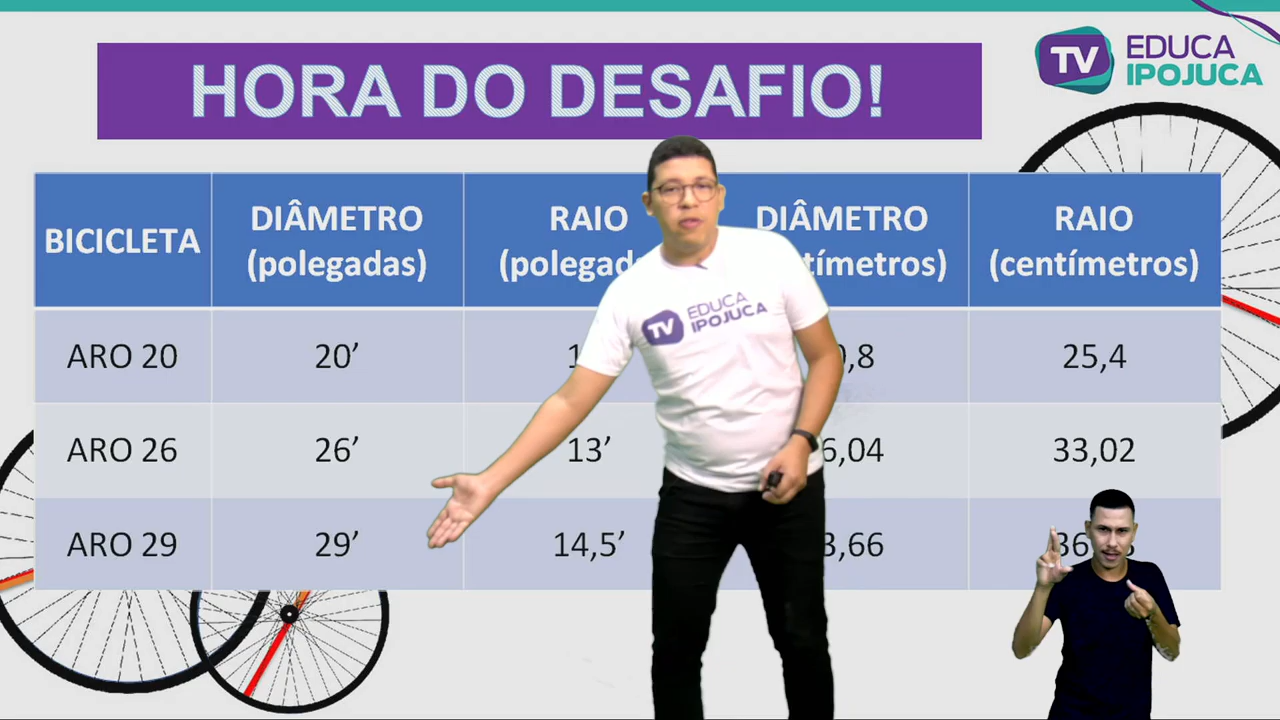 HORA DO DESAFIO!
TV EDUCA
IPOJUCA
BICICLETA
DIÂMETRO
(polegadas)
RAIO
DIÂMETRO
RAIO
(centímetros)
TV EDUCA
IPOJUCA
ARO 20
20’
25,4
ARO 26
26’
13’
33,02
ARO 29
29’
14,5’